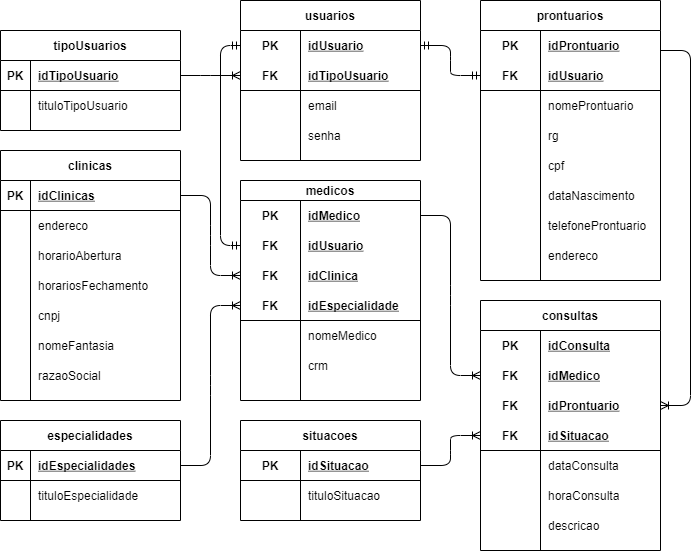 tipoUsuarios
PK idTipoUsuario
tituloTipoUsuario
clinicas
PK idClinicas
endereco
horarioAbertura
horariosFechamento
cnpj
nomeFantasia
razaoSocial
especialidades
PK idEspecialidades
tituloEspecialidade
usuarios
PK idUsuario
FK idTipoUsuario
email
senha
medicos
PK idMedico
FK idUsuario
FK idClinica
FK idEspecialidade
nomeMedico
crm
situacoes
PK idSituacao
tituloSituacao
prontuarios
PK idProntuario
FK idUsuario
nomeProntuario
rg
cpf
dataNascimento
telefoneProntuario
endereco
consultas
PK idConsulta
FK idMedico
FK idProntuario
FK idSituacao
dataConsulta
horaConsulta
descricao